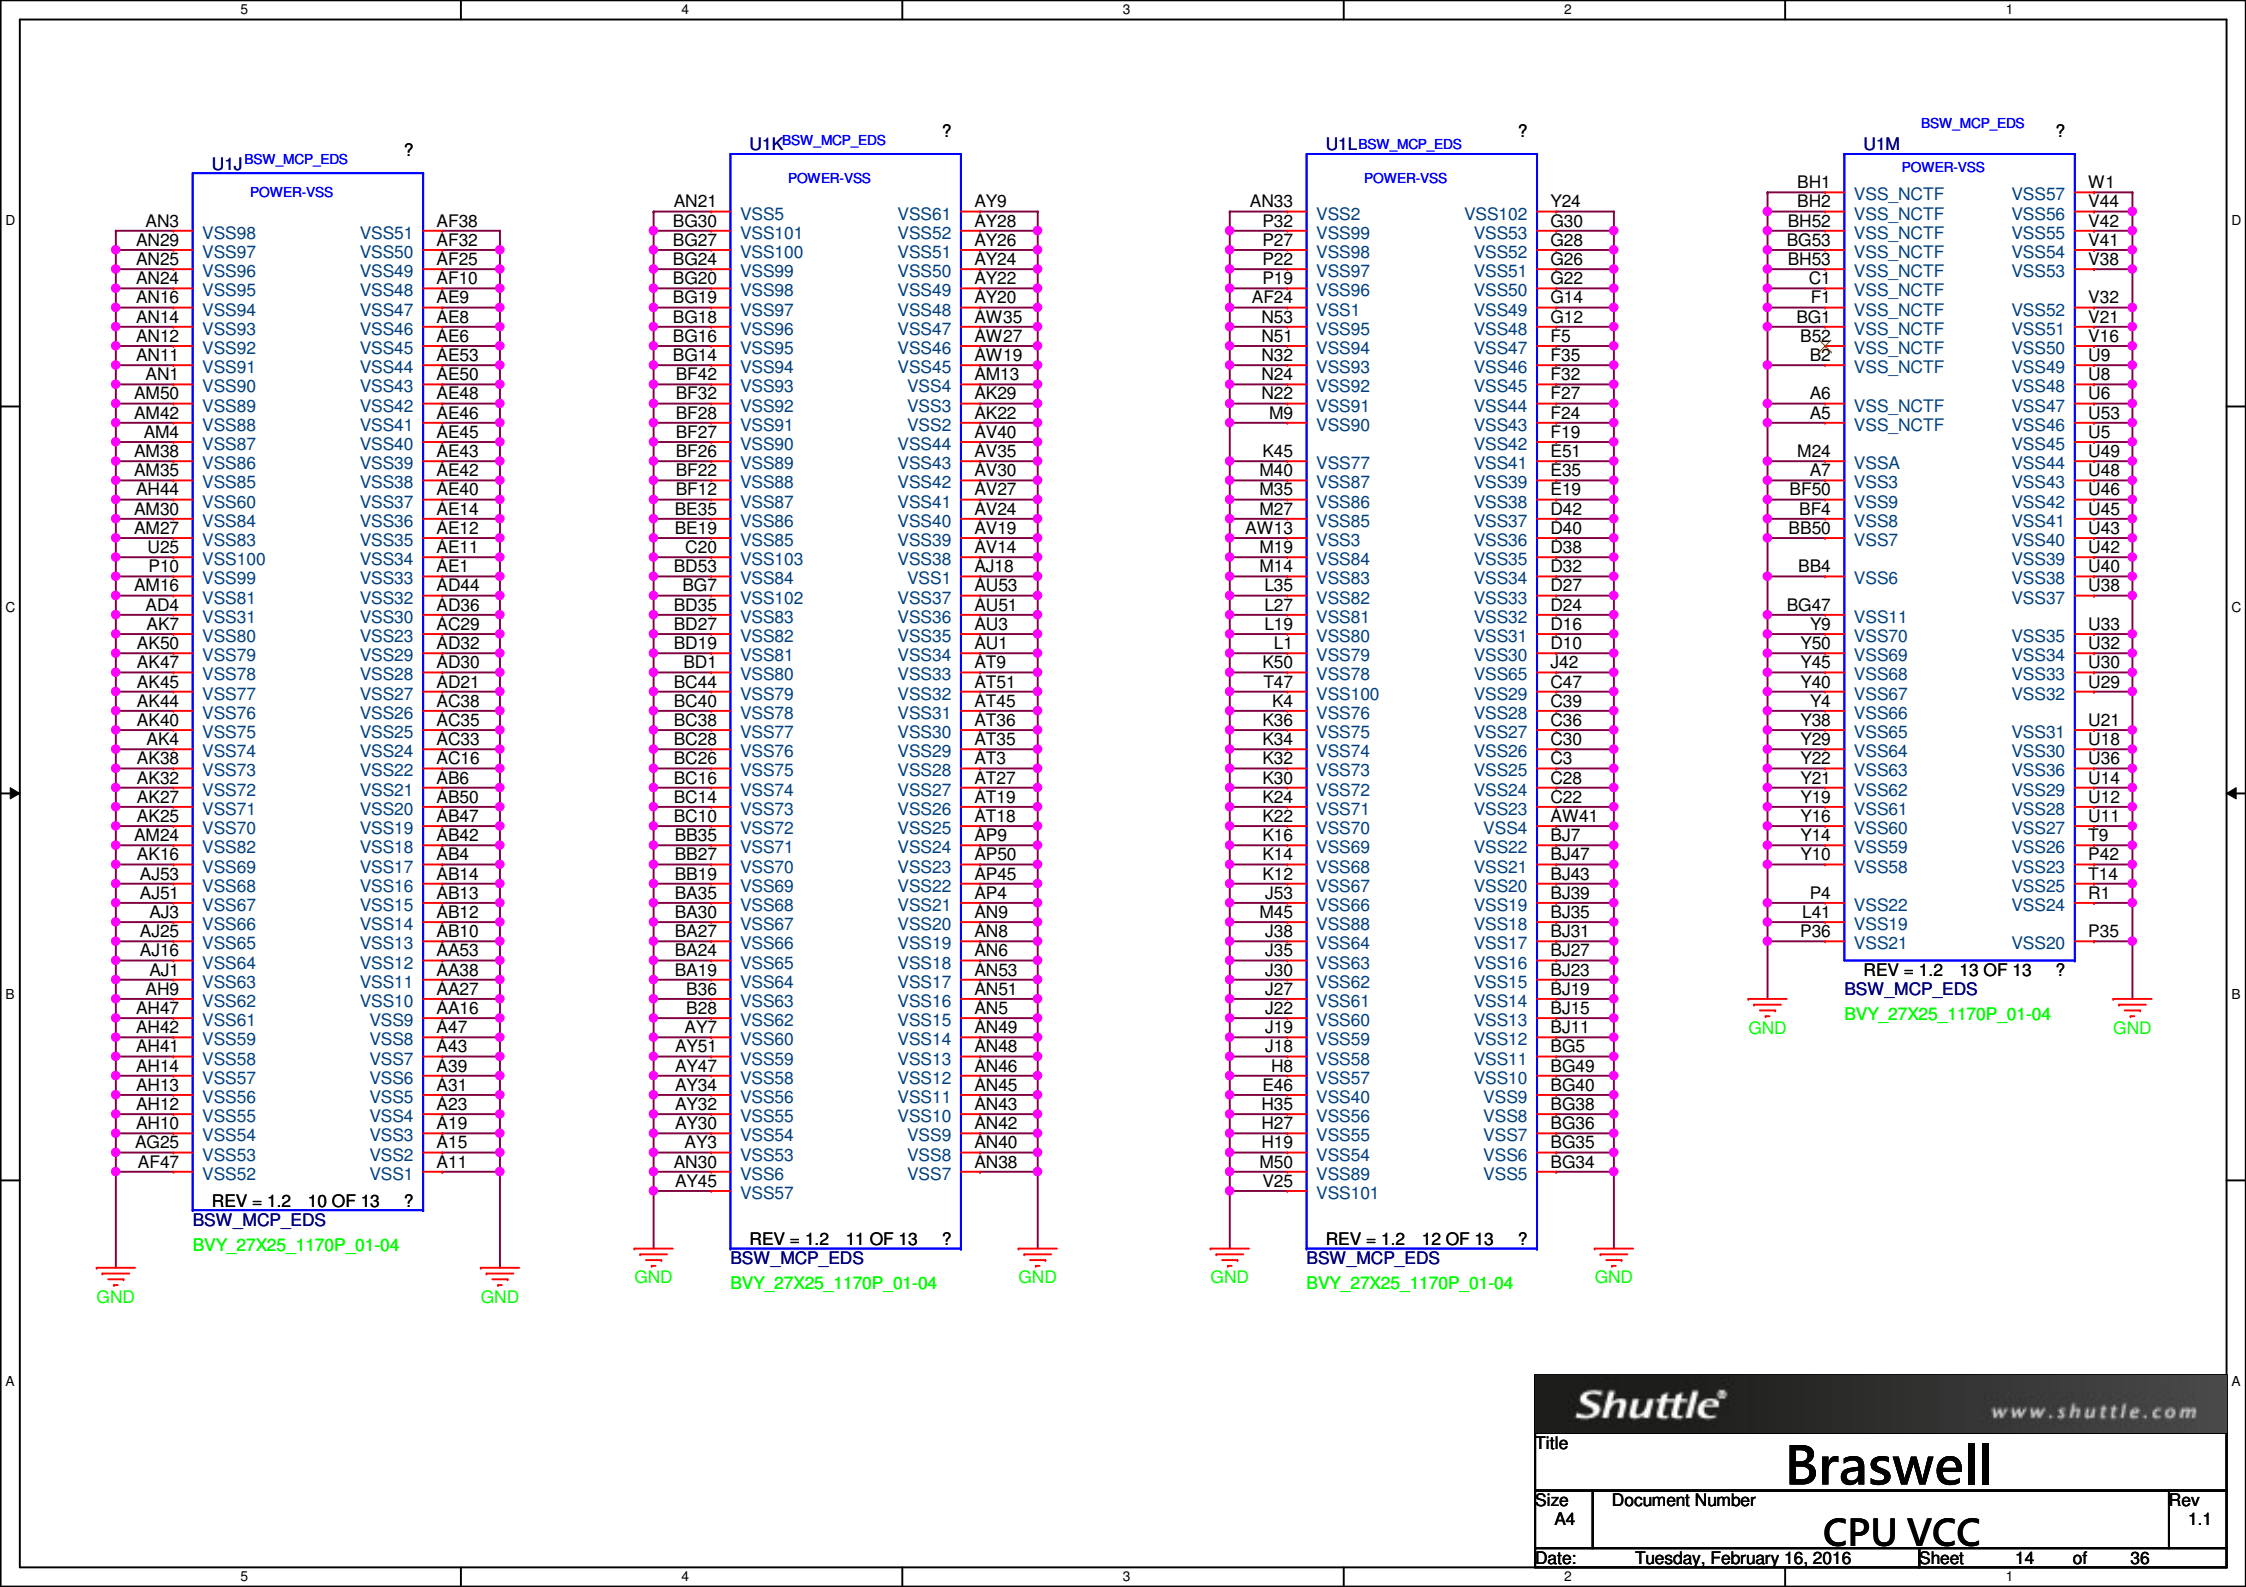 5 4 3 2 1
D D
C C
B B
A A
U1J BSW_MCP_EDS ?
POWER-VSS
AN3 VSS98 VSS51 AF38
AN29 VSS97 VSS50 AF32
AN25 VSS96 VSS49 AF25
AN24 VSS95 VSS48 AF10
AN16 VSS94 VSS47 AE9
AN14 VSS93 VSS46 AE8
AN12 VSS92 VSS45 AE6
AN11 VSS91 VSS44 AE53
AN1 VSS90 VSS43 AE50
AM50 VSS89 VSS42 AE48
AM42 VSS88 VSS41 AE46
AM4 VSS87 VSS40 AE45
AM38 VSS86 VSS39 AE43
AM35 VSS85 VSS38 AE42
AH44 VSS60 VSS37 AE40
AM30 VSS84 VSS36 AE14
AM27 VSS83 VSS35 AE12
U25 VSS100 VSS34 AE11
P10 VSS99 VSS33 AE1
AM16 VSS81 VSS32 AD44
AD4 VSS31 VSS30 AD36
AK7 VSS80 VSS23 AC29
AK50 VSS79 VSS29 AD32
AK47 VSS78 VSS28 AD30
AK45 VSS77 VSS27 AD21
AK44 VSS76 VSS26 AC38
AK40 VSS75 VSS25 AC35
AK4 VSS74 VSS24 AC33
AK38 VSS73 VSS22 AC16
AK32 VSS72 VSS21 AB6
AK27 VSS71 VSS20 AB50
AK25 VSS70 VSS19 AB47
AM24 VSS82 VSS18 AB42
AK16 VSS69 VSS17 AB4
AJ53 VSS68 VSS16 AB14
AJ51 VSS67 VSS15 AB13
AJ3 VSS66 VSS14 AB12
AJ25 VSS65 VSS13 AB10
AJ16 VSS64 VSS12 AA53
AJ1 VSS63 VSS11 AA38
AH9 VSS62 VSS10 AA27
AH47 VSS61 VSS9 AA16
AH42 VSS59 VSS8 A47
AH41 VSS58 VSS7 A43
AH14 VSS57 VSS6 A39
AH13 VSS56 VSS5 A31
AH12 VSS55 VSS4 A23
AH10 VSS54 VSS3 A19
AG25 VSS53 VSS2 A15
AF47 VSS52 VSS1 A11
REV = 1.2 10 OF 13 ?
BSW_MCP_EDS
BVY_27X25_1170P_01-04
GND GND
U1K BSW_MCP_EDS ?
POWER-VSS
AN21 VSS5 VSS61 AY9
BG30 VSS101 VSS52 AY28
BG27 VSS100 VSS51 AY26
BG24 VSS99 VSS50 AY24
BG20 VSS98 VSS49 AY22
BG19 VSS97 VSS48 AY20
BG18 VSS96 VSS47 AW35
BG16 VSS95 VSS46 AW27
BG14 VSS94 VSS45 AW19
BF42 VSS93 VSS4 AM13
BF32 VSS92 VSS3 AK29
BF28 VSS91 VSS2 AK22
BF27 VSS90 VSS44 AV40
BF26 VSS89 VSS43 AV35
BF22 VSS88 VSS42 AV30
BF12 VSS87 VSS41 AV27
BE35 VSS86 VSS40 AV24
BE19 VSS85 VSS39 AV19
C20 VSS103 VSS38 AV14
BD53 VSS84 VSS1 AJ18
BG7 VSS102 VSS37 AU53
BD35 VSS83 VSS36 AU51
BD27 VSS82 VSS35 AU3
BD19 VSS81 VSS34 AU1
BD1 VSS80 VSS33 AT9
BC44 VSS79 VSS32 AT51
BC40 VSS78 VSS31 AT45
BC38 VSS77 VSS30 AT36
BC28 VSS76 VSS29 AT35
BC26 VSS75 VSS28 AT3
BC16 VSS74 VSS27 AT27
BC14 VSS73 VSS26 AT19
BC10 VSS72 VSS25 AT18
BB35 VSS71 VSS24 AP9
BB27 VSS70 VSS23 AP50
BB19 VSS69 VSS22 AP45
BA35 VSS68 VSS21 AP4
BA30 VSS67 VSS20 AN9
BA27 VSS66 VSS19 AN8
BA24 VSS65 VSS18 AN6
BA19 VSS64 VSS17 AN53
B36 VSS63 VSS16 AN51
B28 VSS62 VSS15 AN5
AY7 VSS60 VSS14 AN49
AY51 VSS59 VSS13 AN48
AY47 VSS58 VSS12 AN46
AY34 VSS56 VSS11 AN45
AY32 VSS55 VSS10 AN43
AY30 VSS54 VSS9 AN42
AY3 VSS53 VSS8 AN40
AN30 VSS6 VSS7 AN38
AY45 VSS57
REV = 1.2 11 OF 13 ?
BSW_MCP_EDS
BVY_27X25_1170P_01-04
GND GND
U1L BSW_MCP_EDS ?
POWER-VSS
AN33 VSS2 VSS102 Y24
P32 VSS99 VSS53 G30
P27 VSS98 VSS52 G28
P22 VSS97 VSS51 G26
P19 VSS96 VSS50 G22
AF24 VSS1 VSS49 G14
N53 VSS95 VSS48 G12
N51 VSS94 VSS47 F5
N32 VSS93 VSS46 F35
N24 VSS92 VSS45 F32
N22 VSS91 VSS44 F27
M9 VSS90 VSS43 F24
VSS42 F19
K45 VSS77 VSS41 E51
M40 VSS87 VSS39 E35
M35 VSS86 VSS38 E19
M27 VSS85 VSS37 D42
AW13 VSS3 VSS36 D40
M19 VSS84 VSS35 D38
M14 VSS83 VSS34 D32
L35 VSS82 VSS33 D27
L27 VSS81 VSS32 D24
L19 VSS80 VSS31 D16
L1 VSS79 VSS30 D10
K50 VSS78 VSS65 J42
T47 VSS100 VSS29 C47
K4 VSS76 VSS28 C39
K36 VSS75 VSS27 C36
K34 VSS74 VSS26 C30
K32 VSS73 VSS25 C3
K30 VSS72 VSS24 C28
K24 VSS71 VSS23 C22
K22 VSS70 VSS4 AW41
K16 VSS69 VSS22 BJ7
K14 VSS68 VSS21 BJ47
K12 VSS67 VSS20 BJ43
J53 VSS66 VSS19 BJ39
M45 VSS88 VSS18 BJ35
J38 VSS64 VSS17 BJ31
J35 VSS63 VSS16 BJ27
J30 VSS62 VSS15 BJ23
J27 VSS61 VSS14 BJ19
J22 VSS60 VSS13 BJ15
J19 VSS59 VSS12 BJ11
J18 VSS58 VSS11 BG5
H8 VSS57 VSS10 BG49
E46 VSS40 VSS9 BG40
H35 VSS56 VSS8 BG38
H27 VSS55 VSS7 BG36
H19 VSS54 VSS6 BG35
M50 VSS89 VSS5 BG34
V25 VSS101
REV = 1.2 12 OF 13 ?
BSW_MCP_EDS
BVY_27X25_1170P_01-04
GND GND
BSW_MCP_EDS ?
U1M
POWER-VSS
BH1 VSS_NCTF VSS57 W1
BH2 VSS_NCTF VSS56 V44
BH52 VSS_NCTF VSS55 V42
BG53 VSS_NCTF VSS54 V41
BH53 VSS_NCTF VSS53 V38
C1 VSS_NCTF
F1 VSS_NCTF VSS52 V32
BG1 VSS_NCTF VSS51 V21
B52 VSS_NCTF VSS50 V16
B2 VSS_NCTF VSS49 U9
VSS48 U8
A6 VSS_NCTF VSS47 U6
A5 VSS_NCTF VSS46 U53
VSS45 U5
M24 VSSA VSS44 U49
A7 VSS3 VSS43 U48
BF50 VSS9 VSS42 U46
BF4 VSS8 VSS41 U45
BB50 VSS7 VSS40 U43
VSS39 U42
BB4 VSS6 VSS38 U40
VSS37 U38
BG47 VSS11
Y9 VSS70 VSS35 U33
Y50 VSS69 VSS34 U32
Y45 VSS68 VSS33 U30
Y40 VSS67 VSS32 U29
Y4 VSS66
Y38 VSS65 VSS31 U21
Y29 VSS64 VSS30 U18
Y22 VSS63 VSS36 U36
Y21 VSS62 VSS29 U14
Y19 VSS61 VSS28 U12
Y16 VSS60 VSS27 U11
Y14 VSS59 VSS26 T9
Y10 VSS58 VSS23 P42
VSS25 T14
P4 VSS22 VSS24 R1
L41 VSS19
P36 VSS21 VSS20 P35
REV = 1.2 13 OF 13 ?
BSW_MCP_EDS
BVY_27X25_1170P_01-04
GND GND
Shuttle® www.shuttle.com
Title
Braswell
Size Document Number Rev
A4 CPU VCC 1.1
Date: Tuesday, February 16, 2016 Sheet 14 of 36
5 4 3 2 1